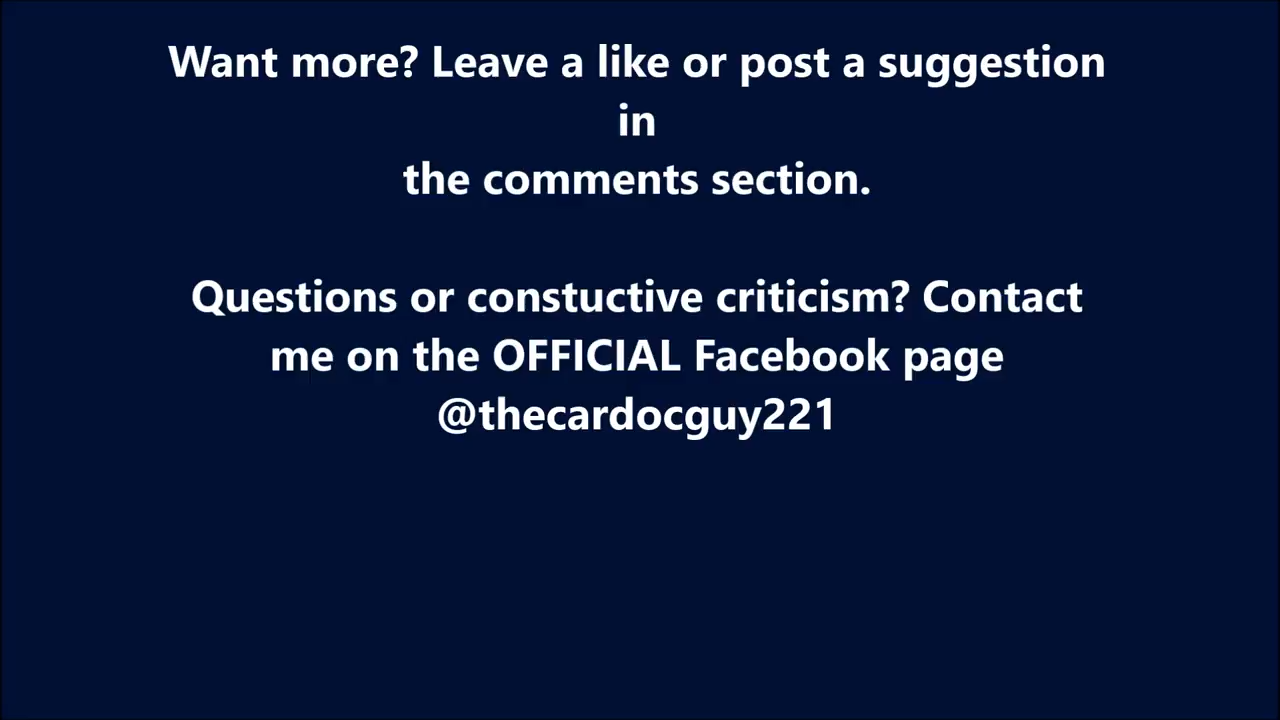 Want more? Leave a like or post a suggestion
in
the comments section.
Questions or constuctive criticism? Contact
me on the OFFICIAL Facebook page
@thecardocguy221